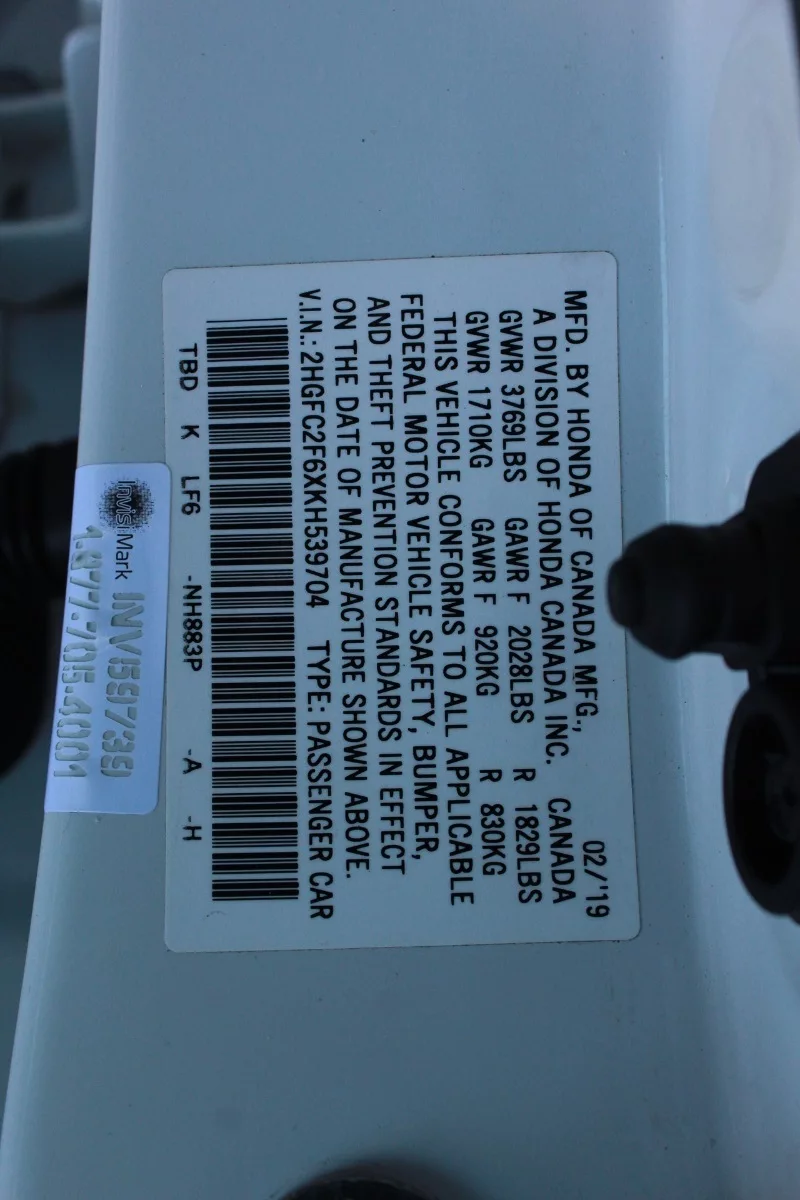 MFD. BY HONDA OF CANADA MFG., 02/'19
A DIVISION OF HONDA CANADA INC. CANADA
GVWR 3769LBS GAWR F 2028LBS R 1829LBS
GVWR 1710KG GAWR F 920KG R 830KG
THIS VEHICLE CONFORMS TO ALL APPLICABLE
FEDERAL MOTOR VEHICLE SAFETY, BUMPER,
AND THEFT PREVENTION STANDARDS IN EFFECT
ON THE DATE OF MANUFACTURE SHOWN ABOVE.
V.I.N.: 2HGFC2F6XKH539704 TYPE: PASSENGER CAR
TBD K LF6 -NH883P -A -H
InvisiMark
1.877.705.4001